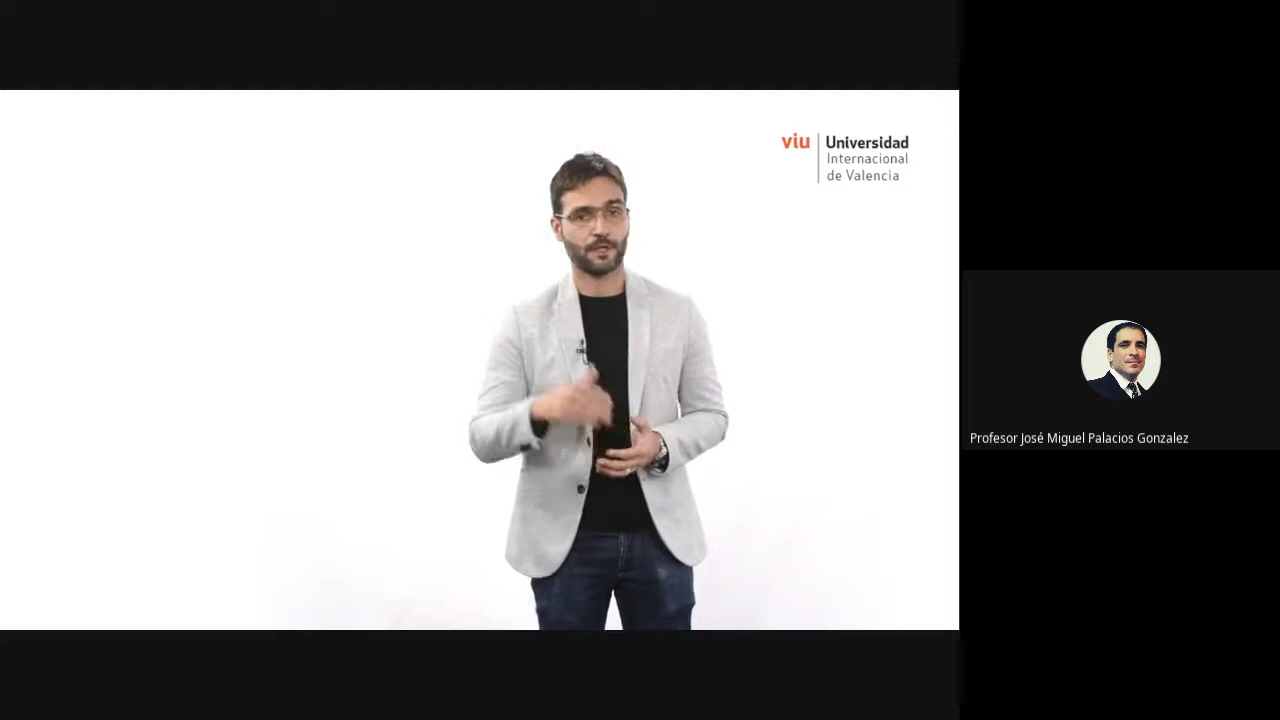 viu
Universidad
Internacional
de Valencia
Profesor José Miguel Palacios Gonzalez